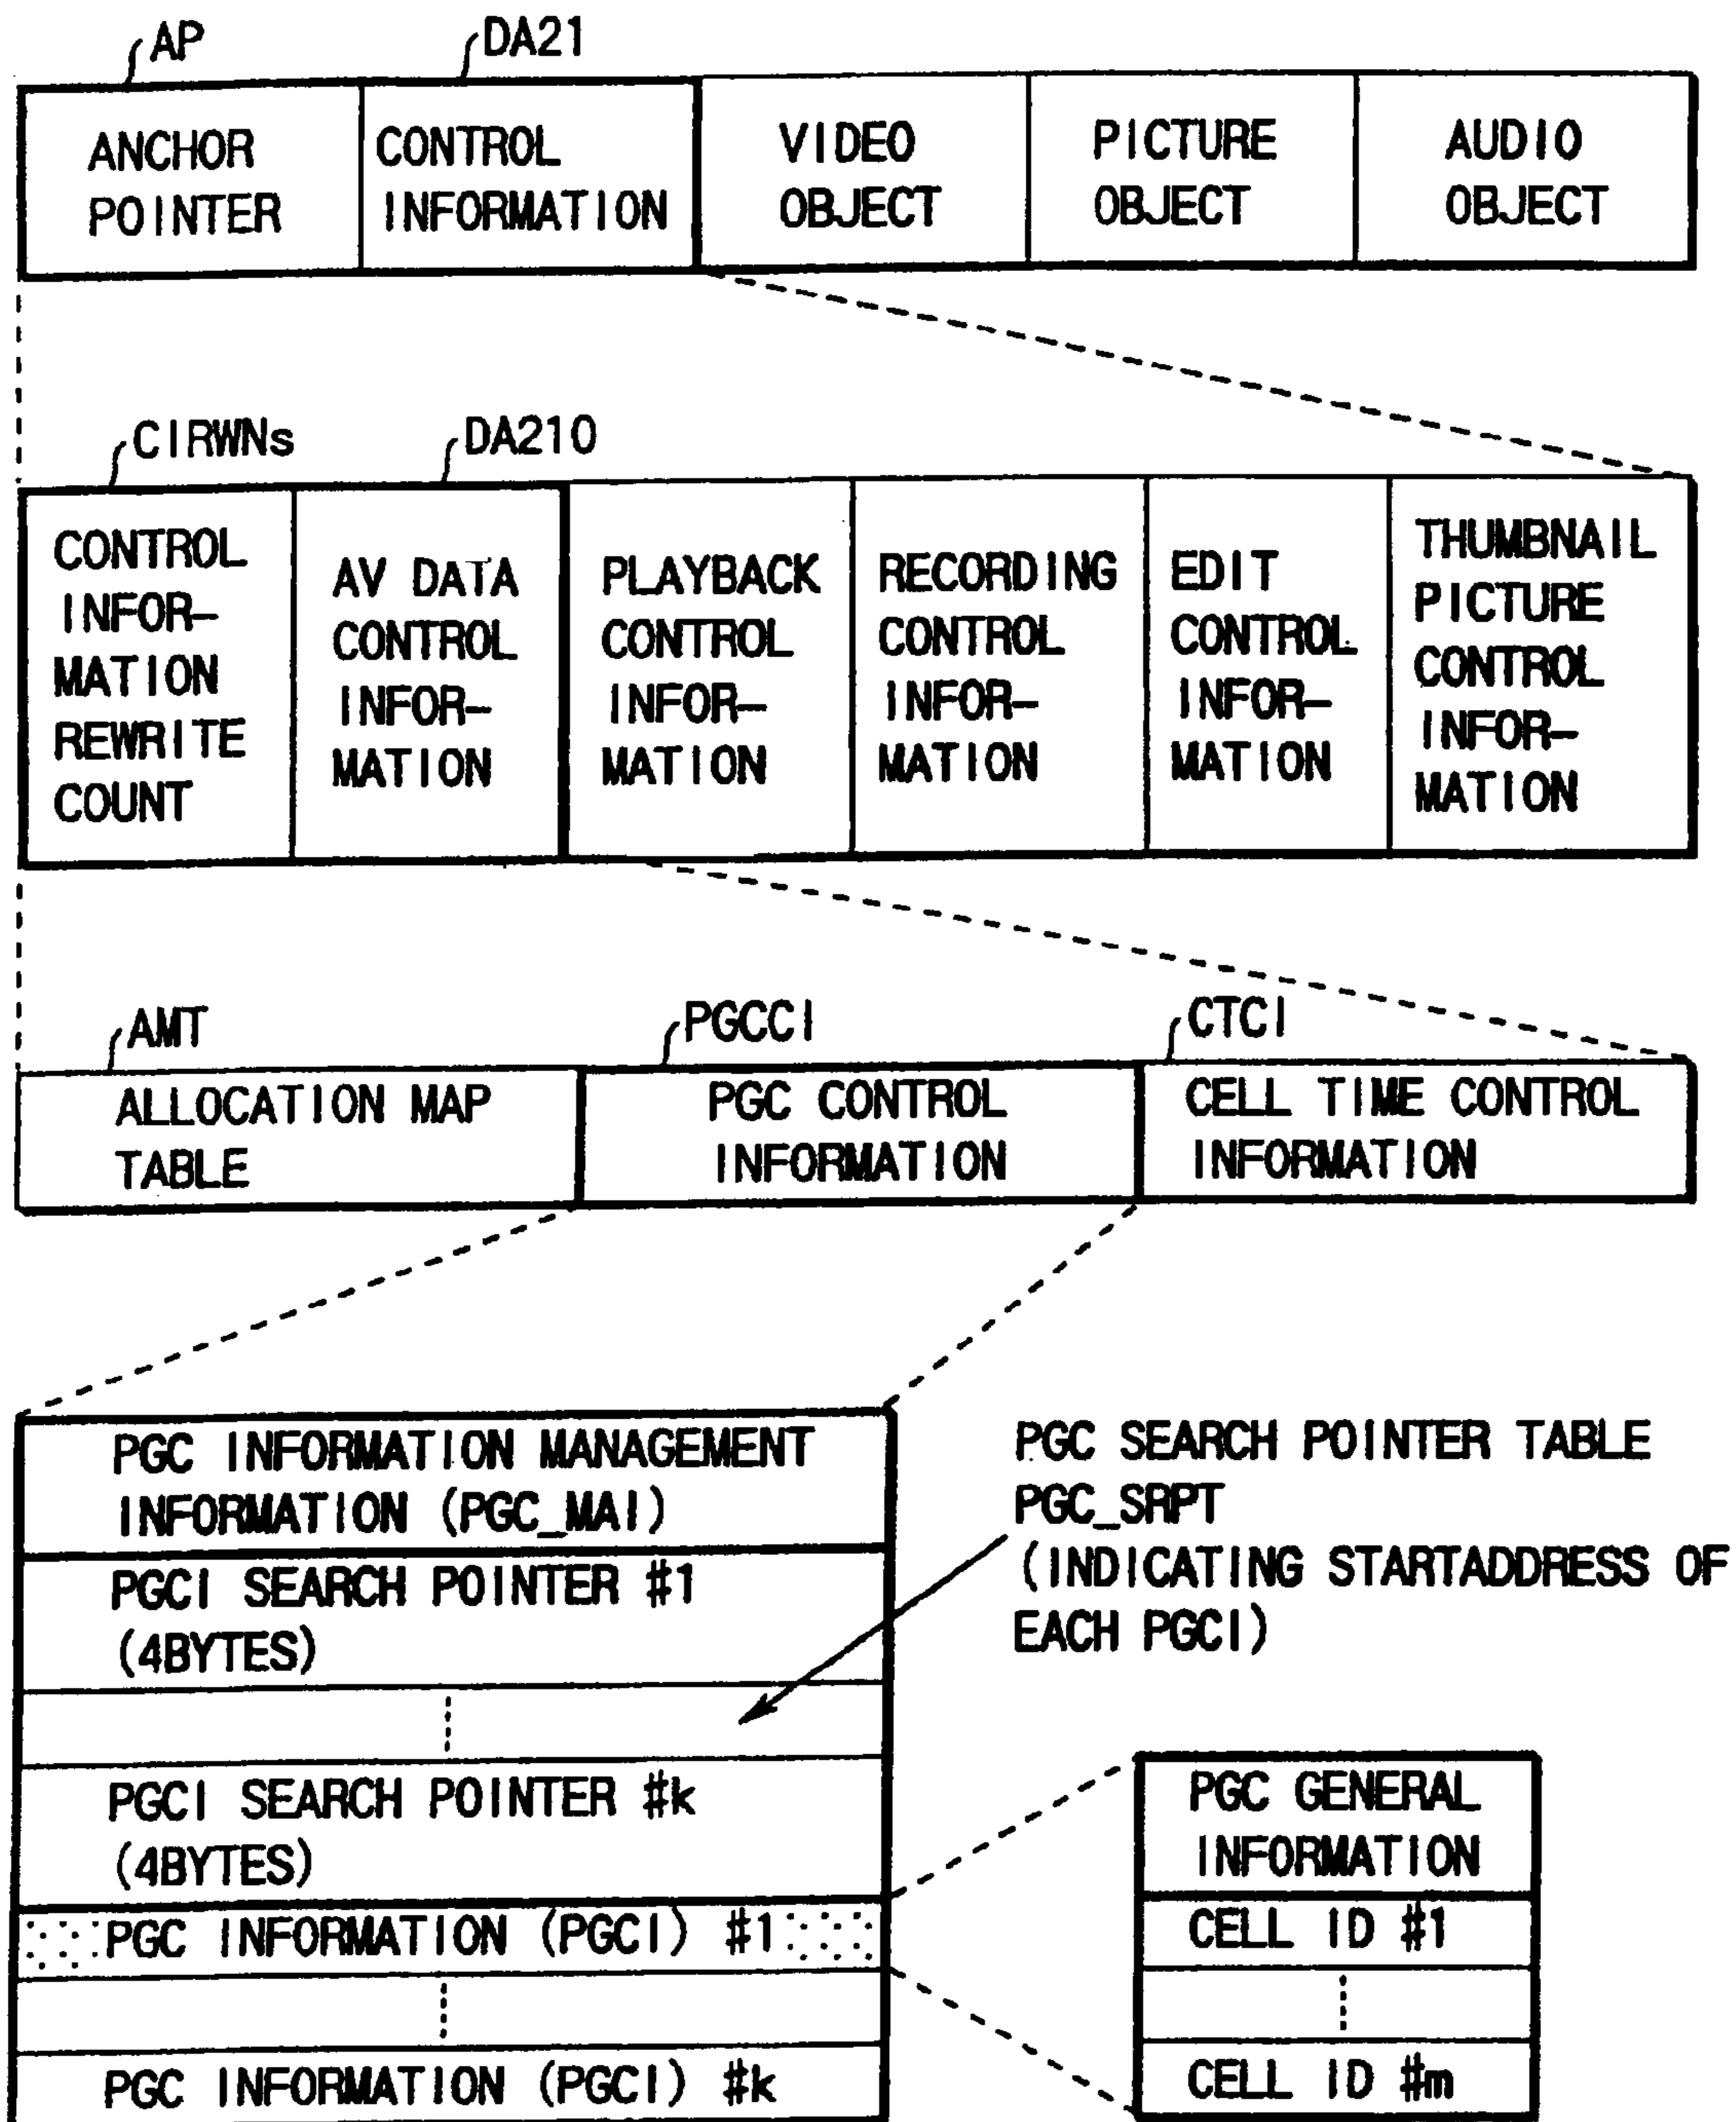 AP
DA21
ANCHOR
POINTER
CONTROL
INFORMATION
VIDEO
OBJECT
PICTURE
OBJECT
AUDIO
OBJECT
CIRWNs
DA210
CONTROL
INFOR-
MATION
REWRITE
COUNT
AV DATA
CONTROL
INFOR-
MATION
PLAYBACK
CONTROL
INFOR-
MATION
RECORDING
CONTROL
INFOR-
MATION
EDIT
CONTROL
INFOR-
MATION
THUMBNAIL
PICTURE
CONTROL
INFOR-
MATION
AMT
PGCCI
CTCI
ALLOCATION MAP
TABLE
PGC CONTROL
INFORMATION
CELL TIME CONTROL
INFORMATION
PGC INFORMATION MANAGEMENT
INFORMATION (PGC_MAI)
PGCI SEARCH POINTER #1
(4BYTES)
PGCI SEARCH POINTER #k
(4BYTES)
PGC INFORMATION (PGCI) #1
PGC INFORMATION (PGCI) #k
PGC SEARCH POINTER TABLE
PGC_SRPT
(INDICATING STARTADDRESS OF
EACH PGCI)
PGC GENERAL
INFORMATION
CELL ID #1
CELL ID #m